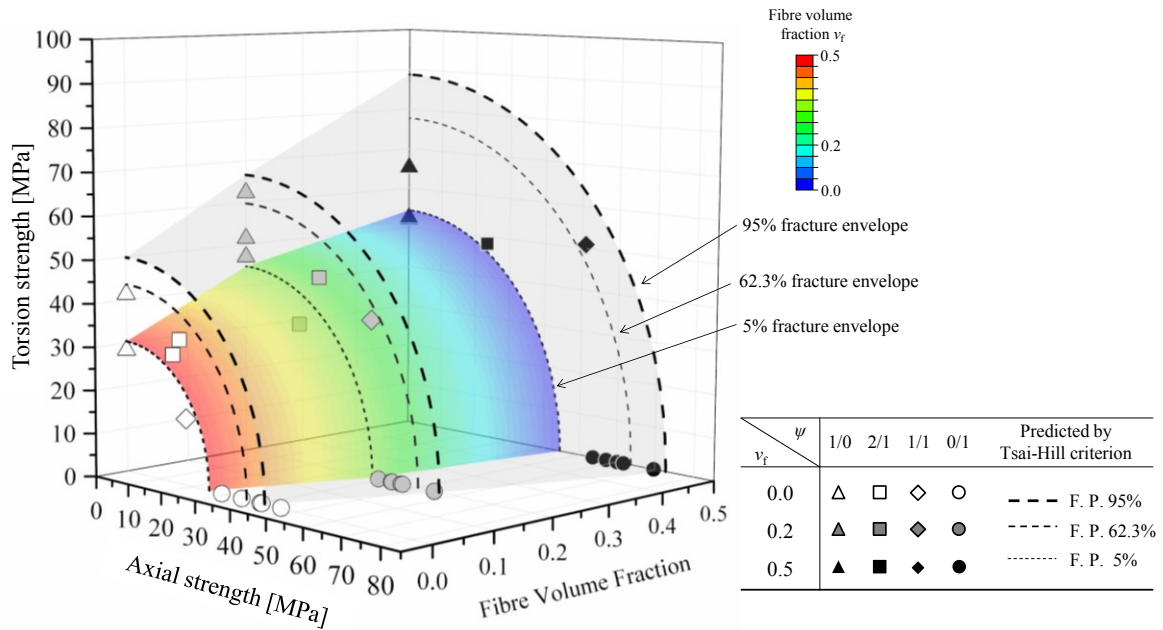 Fibre volume
fraction vf
0.5
0.2
0.0
Torsion strength [MPa]
100
90
80
70
60
50
40
30
20
10
0
0
10
20
30
40
50
60
70
80
Axial strength [MPa]
0.0
0.1
0.2
0.3
0.4
0.5
Fibre Volume Fraction
95% fracture envelope
62.3% fracture envelope
5% fracture envelope
ψ
vf
1/0 2/1 1/1 0/1
Predicted by
Tsai-Hill criterion
0.0
F. P. 95%
0.2
F. P. 62.3%
0.5
F. P. 5%